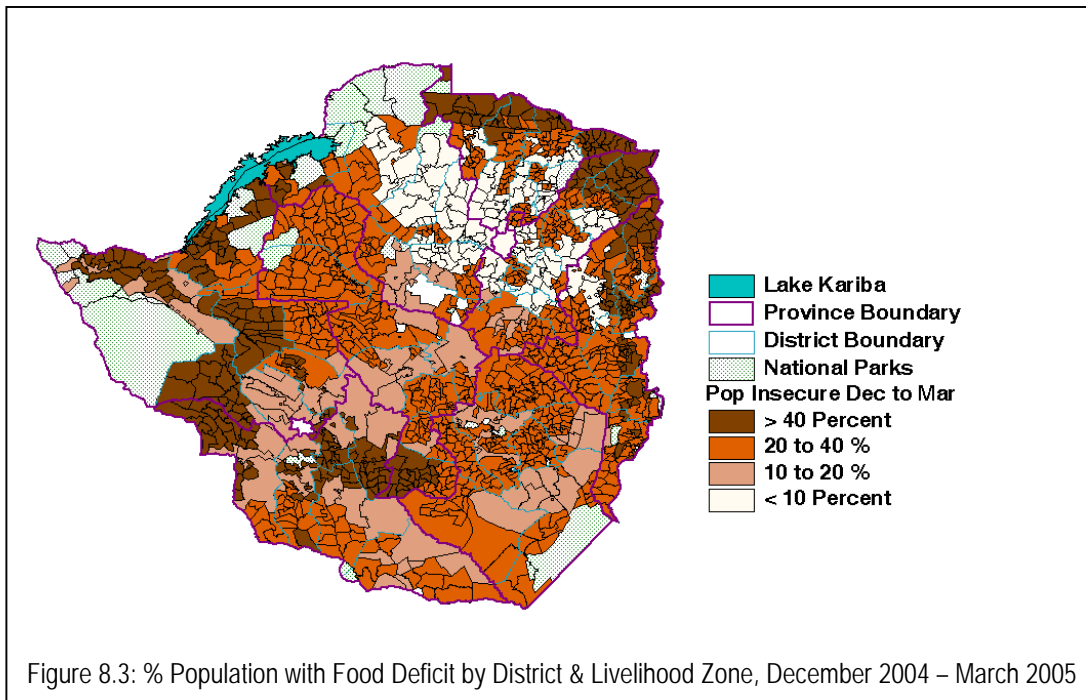 Lake Kariba
Province Boundary
District Boundary
National Parks
Pop Insecure Dec to Mar
> 40 Percent
20 to 40 %
10 to 20 %
< 10 Percent
Figure 8.3: % Population with Food Deficit by District & Livelihood Zone, December 2004 – March 2005